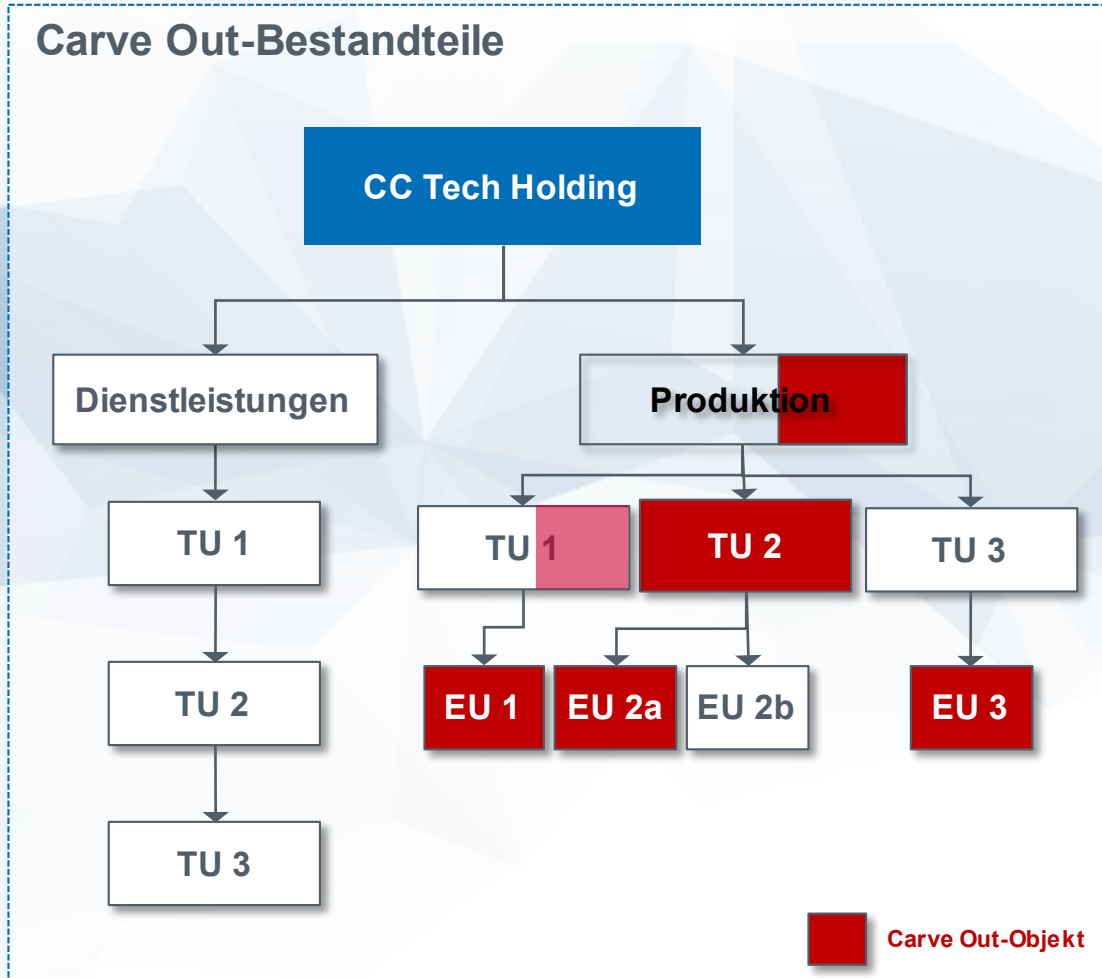 Carve Out-Bestandteile
CC Tech Holding
Dienstleistungen
Produktion
TU 1
TU 1
TU 2
TU 3
TU 2
EU 1
EU 2a
EU 2b
EU 3
TU 3
Carve Out-Objekt